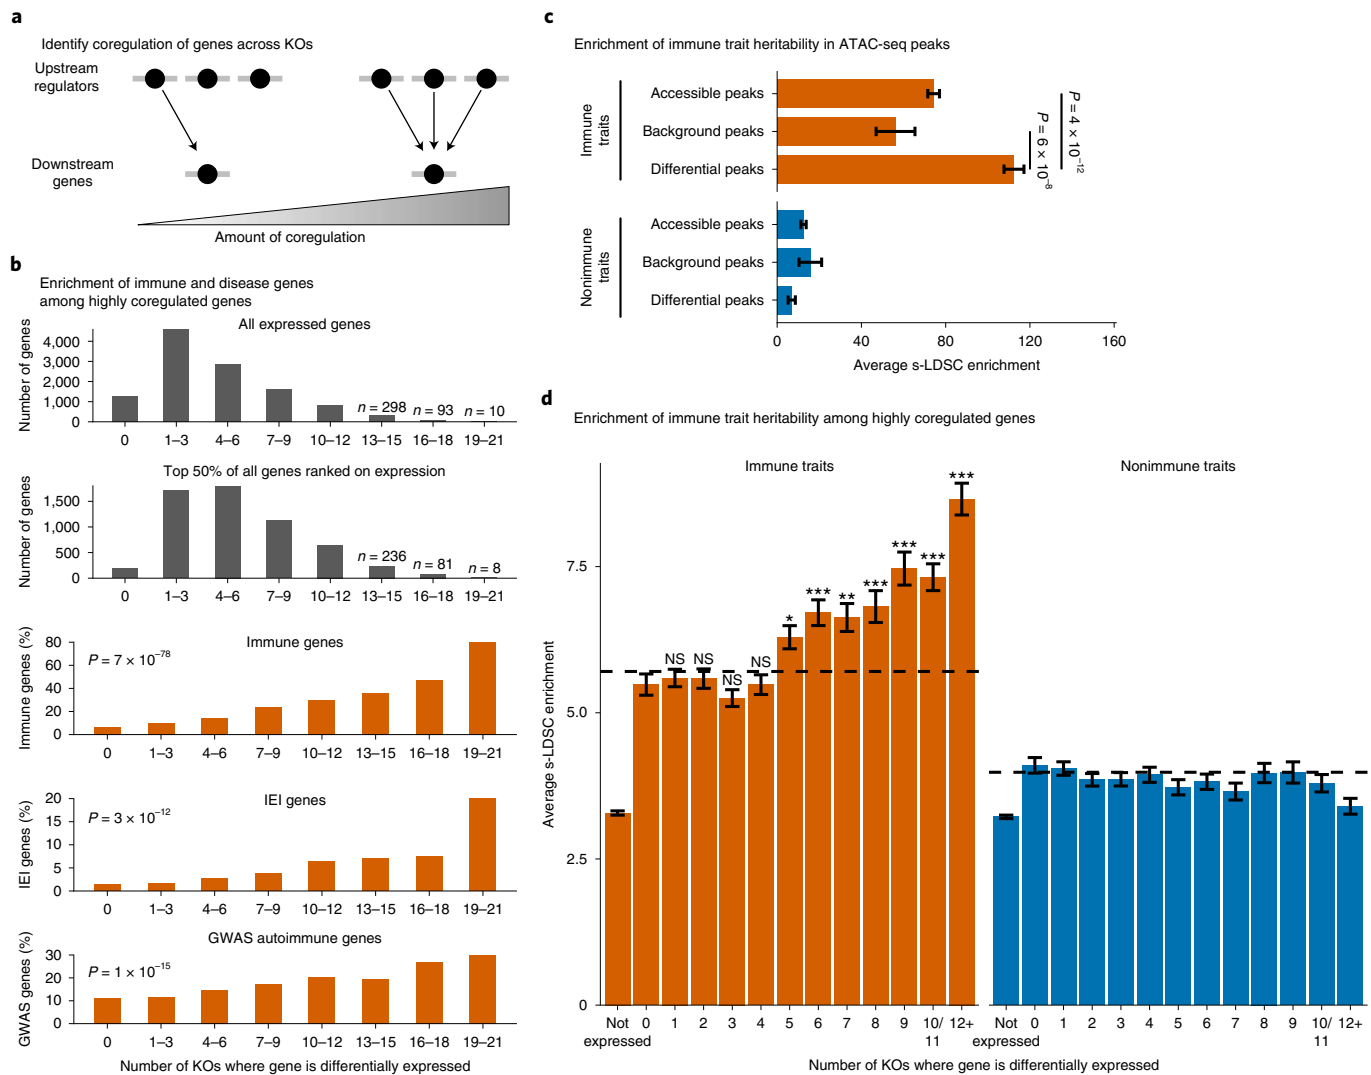 a
Identify coregulation of genes across KOs
Upstream
regulators
Downstream
genes
Amount of coregulation
b
Enrichment of immune and disease genes
among highly coregulated genes
All expressed genes
Number of genes
4,000
3,000
2,000
1,000
0
n = 298
n = 93
n = 10
0 1–3 4–6 7–9 10–12 13–15 16–18 19–21
Top 50% of all genes ranked on expression
Number of genes
1,500
1,000
500
0
n = 236
n = 81
n = 8
0 1–3 4–6 7–9 10–12 13–15 16–18 19–21
Immune genes
Immune genes (%)
80
60
40
20
0
P = 7 × 10⁻⁷⁸
0 1–3 4–6 7–9 10–12 13–15 16–18 19–21
IEI genes
IEI genes (%)
20
15
10
5
0
P = 3 × 10⁻¹²
0 1–3 4–6 7–9 10–12 13–15 16–18 19–21
GWAS autoimmune genes
GWAS genes (%)
30
20
10
0
P = 1 × 10⁻¹⁵
0 1–3 4–6 7–9 10–12 13–15 16–18 19–21
Number of KOs where gene is differentially expressed
c
Enrichment of immune trait heritability in ATAC-seq peaks
Immune
traits
Accessible peaks
Background peaks
Differential peaks
P = 6 × 10⁻⁸
P = 4 × 10⁻¹²
Nonimmune
traits
Accessible peaks
Background peaks
Differential peaks
0 40 80 120 160
Average s-LDSC enrichment
d
Enrichment of immune trait heritability among highly coregulated genes
Immune traits
Nonimmune traits
Average s-LDSC enrichment
7.5
5.0
2.5
0
NS NS NS NS * *** ** *** *** *** ***
Not
expressed
0 1 2 3 4 5 6 7 8 9 10/
11
12+
Not
expressed
0 1 2 3 4 5 6 7 8 9 10/
11
12+
Number of KOs where gene is differentially expressed